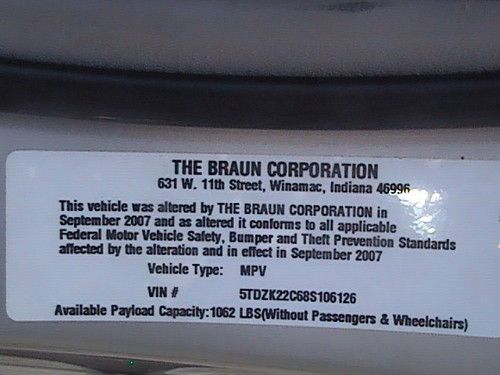 THE BRAUN CORPORATION
631 W. 11th Street, Winamac, Indiana 46996
This vehicle was altered by THE BRAUN CORPORATION in
September 2007 and as altered it conforms to all applicable
Federal Motor Vehicle Safety, Bumper and Theft Prevention Standards
affected by the alteration and in effect in September 2007
Vehicle Type: MPV
VIN # 5TDZK22C68S106126
Available Payload Capacity:1062 LBS(Without Passengers & Wheelchairs)